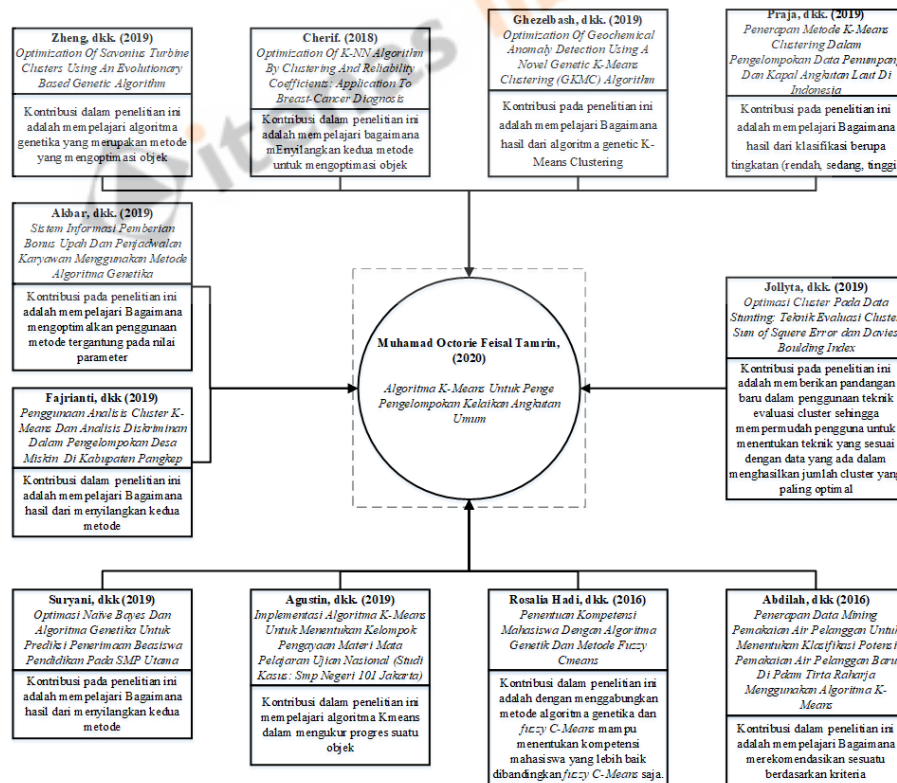 Zheng, dkk. (2019)
Optimization Of Savonius Turbine
Clusters Using An Evolutionary
Based Genetic Algorithm
Kontribusi dalam penelitian ini
adalah mempelajari algoritma
genetika yang merupakan metode
yang mengoptimasi objek
Cherif. (2018)
Optimization Of K-NN Algorithm
By Clustering And Reliability
Coefficients: Application To
Breast-Cancer Diagnosis
Kontribusi dalam penelitian ini
adalah mempelajari bagaimana
mEnyilangkan kedua metode
untuk mengoptimasi objek
Ghezelbash, dkk. (2019)
Optimization Of Geochemical
Anomaly Detection Using A
Novel Genetic K-Means
Clustering (GKMC) Algorithm
Kontribusi pada penelitian ini
adalah mempelajari Bagaimana
hasil dari algoritma genetic K-
Means Clustering
Praja, dkk. (2019)
Penerapan Metode K-Means
Clustering Dalam
Pengelompokan Data Penumpang
Dan Kapal Angkutan Laut Di
Indonesia
Kontribusi pada penelitian ini
adalah mempelajari Bagaimana
hasil dari klasifikasi berupa
tingkatan (rendah, sedang, tinggi
Akbar, dkk. (2019)
Sistem Informasi Pemberian
Bonus Upah Dan Penjadwalan
Karyawan Menggunakan Metode
Algoritma Genetika
Kontribusi pada penelitian ini
adalah mempelajari Bagaimana
mengoptimalkan penggunaan
metode tergantung pada nilai
parameter
Fajrianti, dkk (2019)
Penggunaan Analisis Cluster K-
Means Dan Analisis Diskriminan
Dalam Pengelompokan Desa
Miskin Di Kabupaten Pangkep
Kontribusi dalam penelitian ini
adalah mempelajari Bagaimana
hasil dari menyilangkan kedua
metode
Muhamad Octorie Feisal Tamrin,
(2020)
Algoritma K-Means Untuk Penge
Pengelompokan Kelaikan Angkutan
Umum
Jollyta, dkk. (2019)
Optimasi Cluster Pada Data
Stunting: Teknik Evaluasi Cluster
Sum of Squere Error dan Davies
Boulding Index
Kontribusi pada penelitian ini
adalah memberikan pandangan
baru dalam penggunaan teknik
evaluasi cluster sehingga
mempermudah pengguna untuk
menentukan teknik yang sesuai
dengan data yang ada dalam
menghasilkan jumlah cluster yang
paling optimal
Suryani, dkk (2019)
Optimasi Naïve Bayes Dan
Algoritma Genetika Untuk
Prediksi Penerimaan Beasiswa
Pendidikan Pada SMP Utama
Kontribusi pada penelitian ini
adalah mempelajari Bagaimana
hasil dari menyilangkan kedua
metode
Agustin, dkk. (2019)
Implementasi Algoritma K-Means
Untuk Menentukan Kelompok
Pengayaan Materi Mata
Pelajaran Ujian Nasional (Studi
Kasus: Smp Negeri 101 Jakarta)
Kontribusi dalam penelitian ini
mempelajari algoritma Kmeans
dalam mengukur progres suatu
objek
Rosalia Hadi, dkk. (2016)
Penentuan Kompetensi
Mahasiswa Dengan Algoritma
Genetik Dan Metode Fuzzy
Cmeans
Kontribusi dalam penelitian ini
adalah dengan menggabungkan
metode algoritma genetika dan
fuzzy C-Means mampu
menentukan kompetensi
mahasiswa yang lebih baik
dibandingkan fuzzy C-Means saja.
Abdilah, dkk (2016)
Penerapan Data Mining
Pemakaian Air Pelanggan Untuk
Menentukan Klasifikasi Potensi
Pemakaian Air Pelanggan Baru
Di Pdam Tirta Raharja
Menggunakan Algoritma K-
Means
Kontribusi dalam penelitian ini
adalah mempelajari Bagaimana
merekomendasikan sesuatu
berdasarkan kriteria
itenas